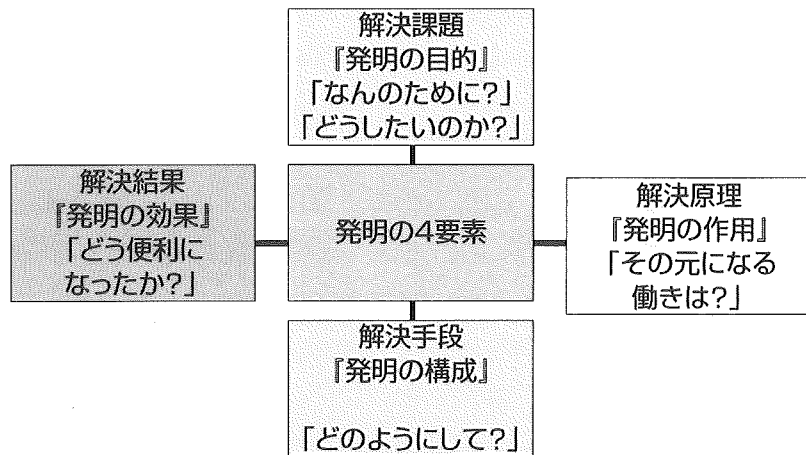 解決課題
『発明の目的』
「なんのために?」
「どうしたいのか?」
解決結果
『発明の効果』
「どう便利に
なったか?」
発明の4要素
解決原理
『発明の作用』
「その元になる
働きは?」
解決手段
『発明の構成』
「どのようにして?」